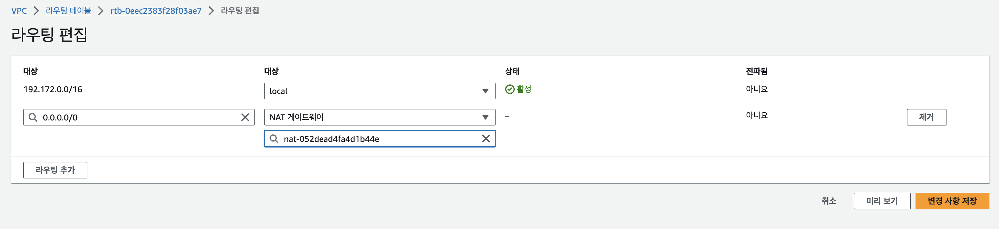 VPC > 라우팅 테이블 > rtb-0eec2383f28f03ae7 > 라우팅 편집
라우팅 편집
대상 대상 상태 전파됨
192.172.0.0/16 local 활성 아니요
0.0.0.0/0 NAT 게이트웨이 – 아니요 제거
nat-052dead4fa4d1b44e
라우팅 추가
취소 미리 보기 변경 사항 저장